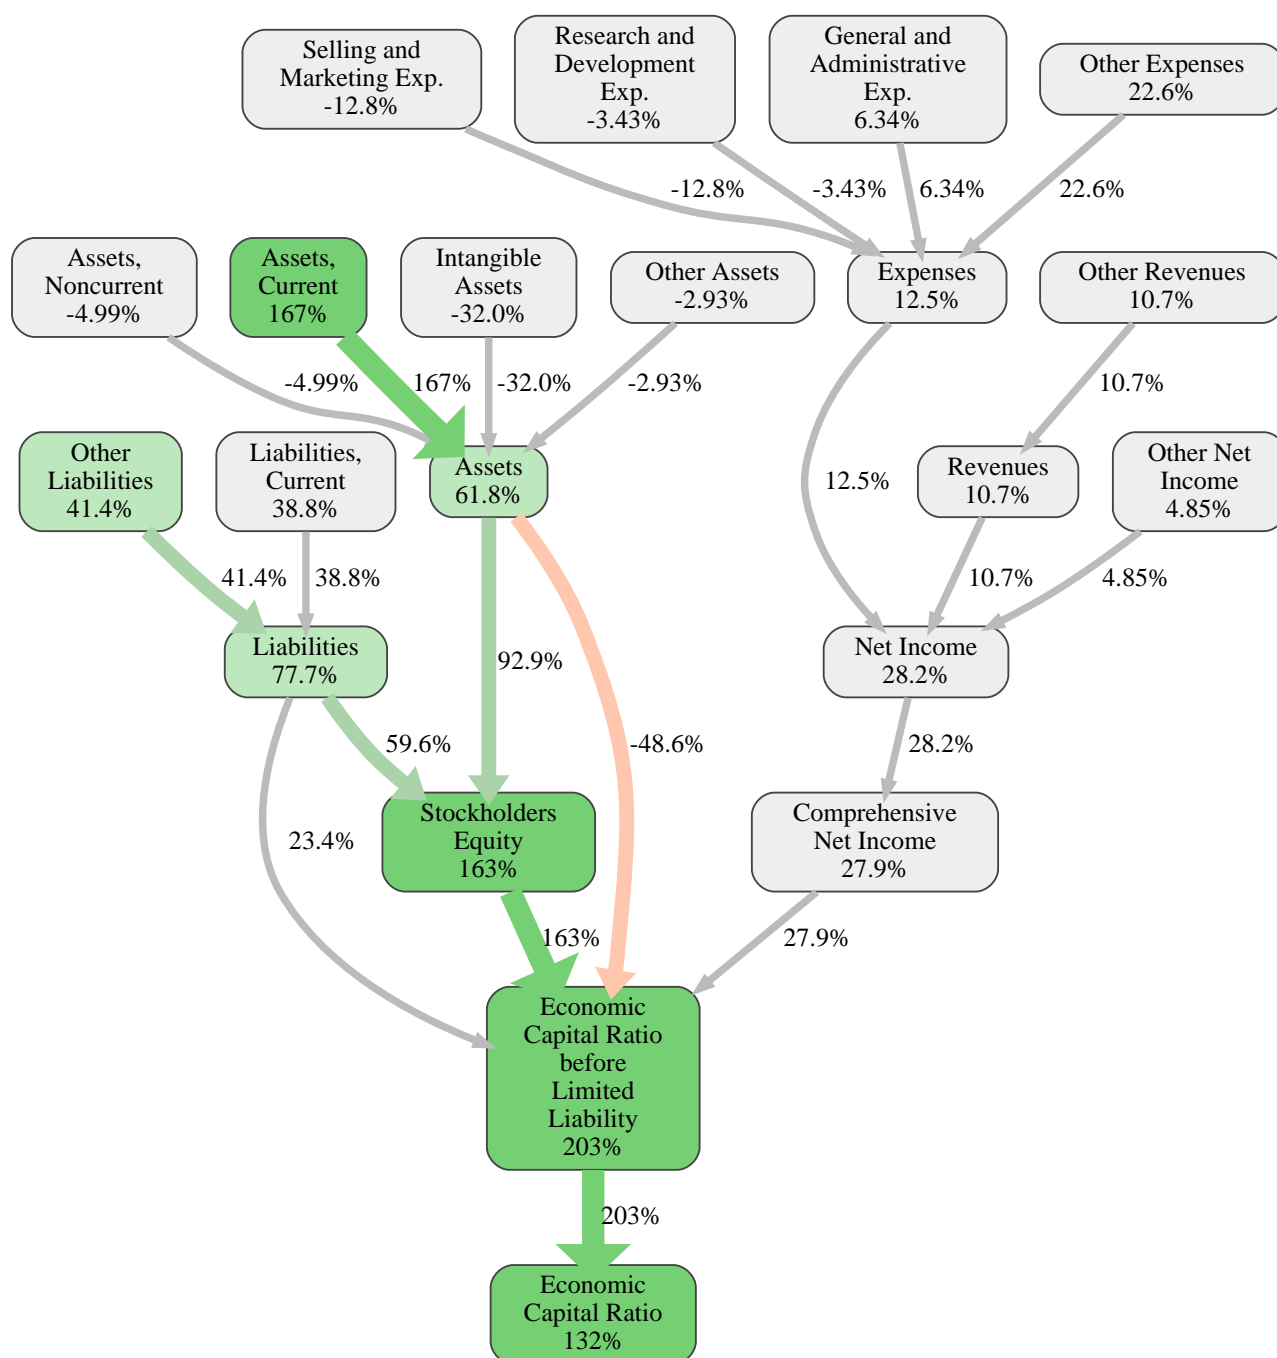 Selling and
Marketing Exp.
-12.8%
Research and
Development
Exp.
-3.43%
General and
Administrative
Exp.
6.34%
Other Expenses
22.6%
-12.8%
-3.43%
6.34%
22.6%
Assets,
Noncurrent
-4.99%
Assets,
Current
167%
Intangible
Assets
-32.0%
Other Assets
-2.93%
Expenses
12.5%
Other Revenues
10.7%
-4.99%
167%
-32.0%
-2.93%
10.7%
Other
Liabilities
41.4%
Liabilities,
Current
38.8%
Assets
61.8%
12.5%
Revenues
10.7%
Other Net
Income
4.85%
41.4%
38.8%
10.7%
4.85%
Liabilities
77.7%
92.9%
Net Income
28.2%
59.6%
-48.6%
28.2%
23.4%
Stockholders
Equity
163%
Comprehensive
Net Income
27.9%
163%
27.9%
Economic
Capital Ratio
before
Limited
Liability
203%
203%
Economic
Capital Ratio
132%